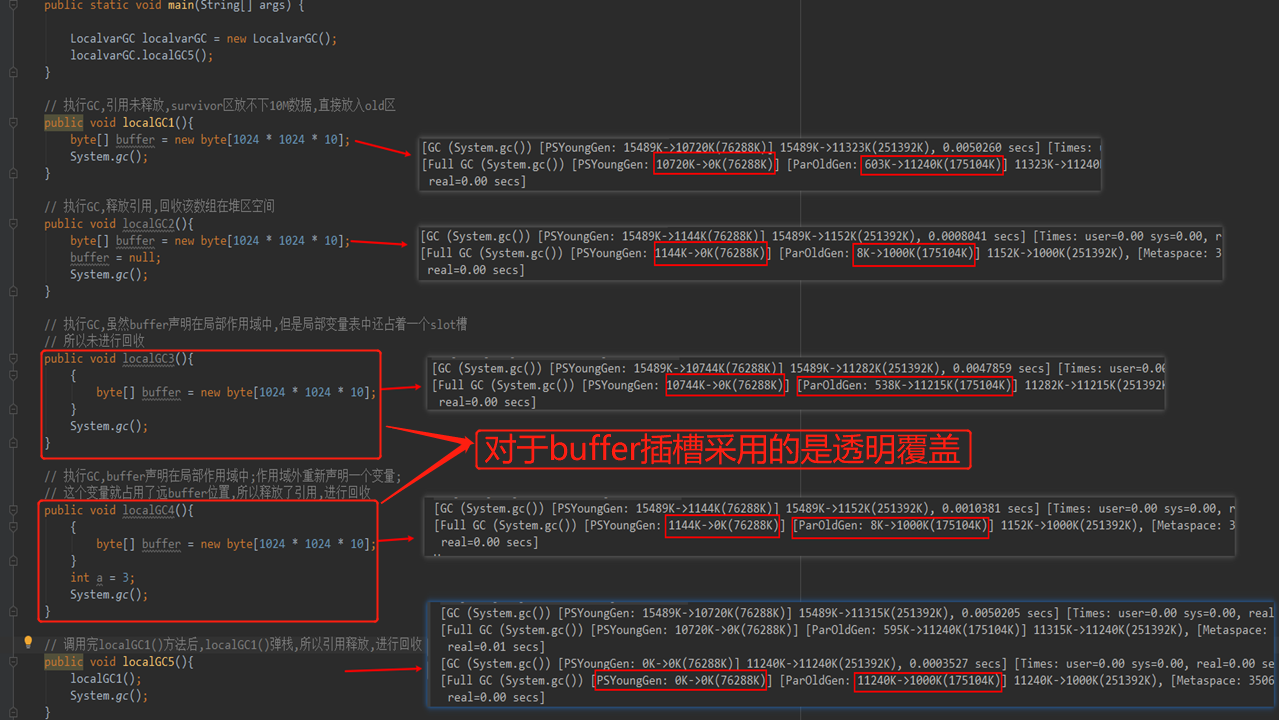 public static void main(String[] args) {
LocalvarGC localvarGC = new LocalvarGC();
localvarGC.localGC5();
}
// 执行GC,引用未释放,survivor区放不下10M数据,直接放入old区
public void localGC1(){
byte[] buffer = new byte[1024 * 1024 * 10];
System.gc();
}
[GC (System.gc()) [PSYoungGen: 15489K->10720K(76288K)] 15489K->11323K(251392K), 0.0050260 secs] [Times:
[Full GC (System.gc()) [PSYoungGen: 10720K->0K(76288K)] [ParOldGen: 603K->11240K(175104K)] 11323K->11240K
real=0.00 secs]
// 执行GC,释放引用,回收该数组在堆区空间
public void localGC2(){
byte[] buffer = new byte[1024 * 1024 * 10];
buffer = null;
System.gc();
}
[GC (System.gc()) [PSYoungGen: 15489K->1144K(76288K)] 15489K->1152K(251392K), 0.0008041 secs] [Times: user=0.00 sys=0.00, r
[Full GC (System.gc()) [PSYoungGen: 1144K->0K(76288K)] [ParOldGen: 8K->1000K(175104K)] 1152K->1000K(251392K), [Metaspace: 3
real=0.00 secs]
// 执行GC,虽然buffer声明在局部作用域中,但是局部变量表中还占着一个slot槽
// 所以未进行回收
public void localGC3(){
{
byte[] buffer = new byte[1024 * 1024 * 10];
}
System.gc();
}
[GC (System.gc()) [PSYoungGen: 15489K->10744K(76288K)] 15489K->11282K(251392K), 0.0047859 secs] [Times: user=0.0
[Full GC (System.gc()) [PSYoungGen: 10744K->0K(76288K)] [ParOldGen: 538K->11215K(175104K)] 11282K->11215K(251392K
real=0.00 secs]
对于buffer插槽采用的是透明覆盖
// 执行GC,buffer声明在局部作用域中;作用域外重新声明一个变量;
// 这个变量就占用了远buffer位置,所以释放了引用,进行回收
public void localGC4(){
{
byte[] buffer = new byte[1024 * 1024 * 10];
}
int a = 3;
System.gc();
}
[GC (System.gc()) [PSYoungGen: 15489K->1144K(76288K)] 15489K->1152K(251392K), 0.0010381 secs] [Times: user=0.00 sys=0.00, r
[Full GC (System.gc()) [PSYoungGen: 1144K->0K(76288K)] [ParOldGen: 8K->1000K(175104K)] 1152K->1000K(251392K), [Metaspace: 3
real=0.00 secs]
// 调用完localGC1()方法后,localGC1()弹栈,所以引用释放,进行回收
public void localGC5(){
localGC1();
System.gc();
}
[GC (System.gc()) [PSYoungGen: 15489K->10720K(76288K)] 15489K->11315K(251392K), 0.0050205 secs] [Times: user=0.00 sys=0.00, real
[Full GC (System.gc()) [PSYoungGen: 10720K->0K(76288K)] [ParOldGen: 595K->11240K(175104K)] 11315K->11240K(251392K), [Metaspace:
real=0.01 secs]
[GC (System.gc()) [PSYoungGen: 0K->0K(76288K)] 11240K->11240K(251392K), 0.0003527 secs] [Times: user=0.00 sys=0.00, real=0.00 se
[Full GC (System.gc()) [PSYoungGen: 0K->0K(76288K)] [ParOldGen: 11240K->1000K(175104K)] 11240K->1000K(251392K), [Metaspace: 3506
real=0.00 secs]